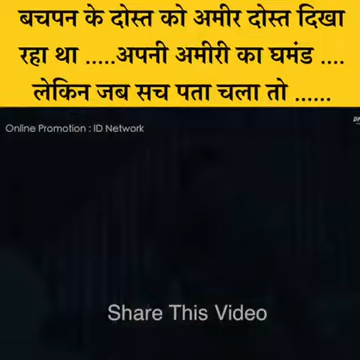 बचपन के दोस्त को अमीर दोस्त दिखा
रहा था .....अपनी अमीरी का घमंड ....
लेकिन जब सच पता चला तो ......
Online Promotion : ID Network
Share This Video